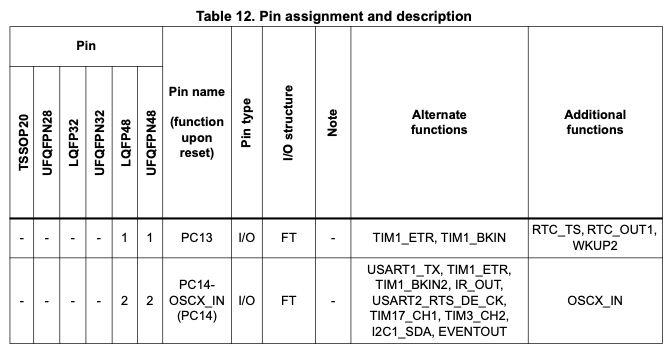 Table 12. Pin assignment and description
Pin
TSSOP20
UFQFPN28
LQFP32
UFQFPN32
LQFP48
UFQFPN48
Pin name
(function
upon
reset)
Pin type
I/O structure
Note
Alternate
functions
Additional
functions
- - - - 1 1 PC13 I/O FT - TIM1_ETR, TIM1_BKIN RTC_TS, RTC_OUT1,
WKUP2
- - - - 2 2 PC14-
OSCX_IN
(PC14) I/O FT - USART1_TX, TIM1_ETR,
TIM1_BKIN2, IR_OUT,
USART2_RTS_DE_CK,
TIM17_CH1, TIM3_CH2,
I2C1_SDA, EVENTOUT
OSCX_IN